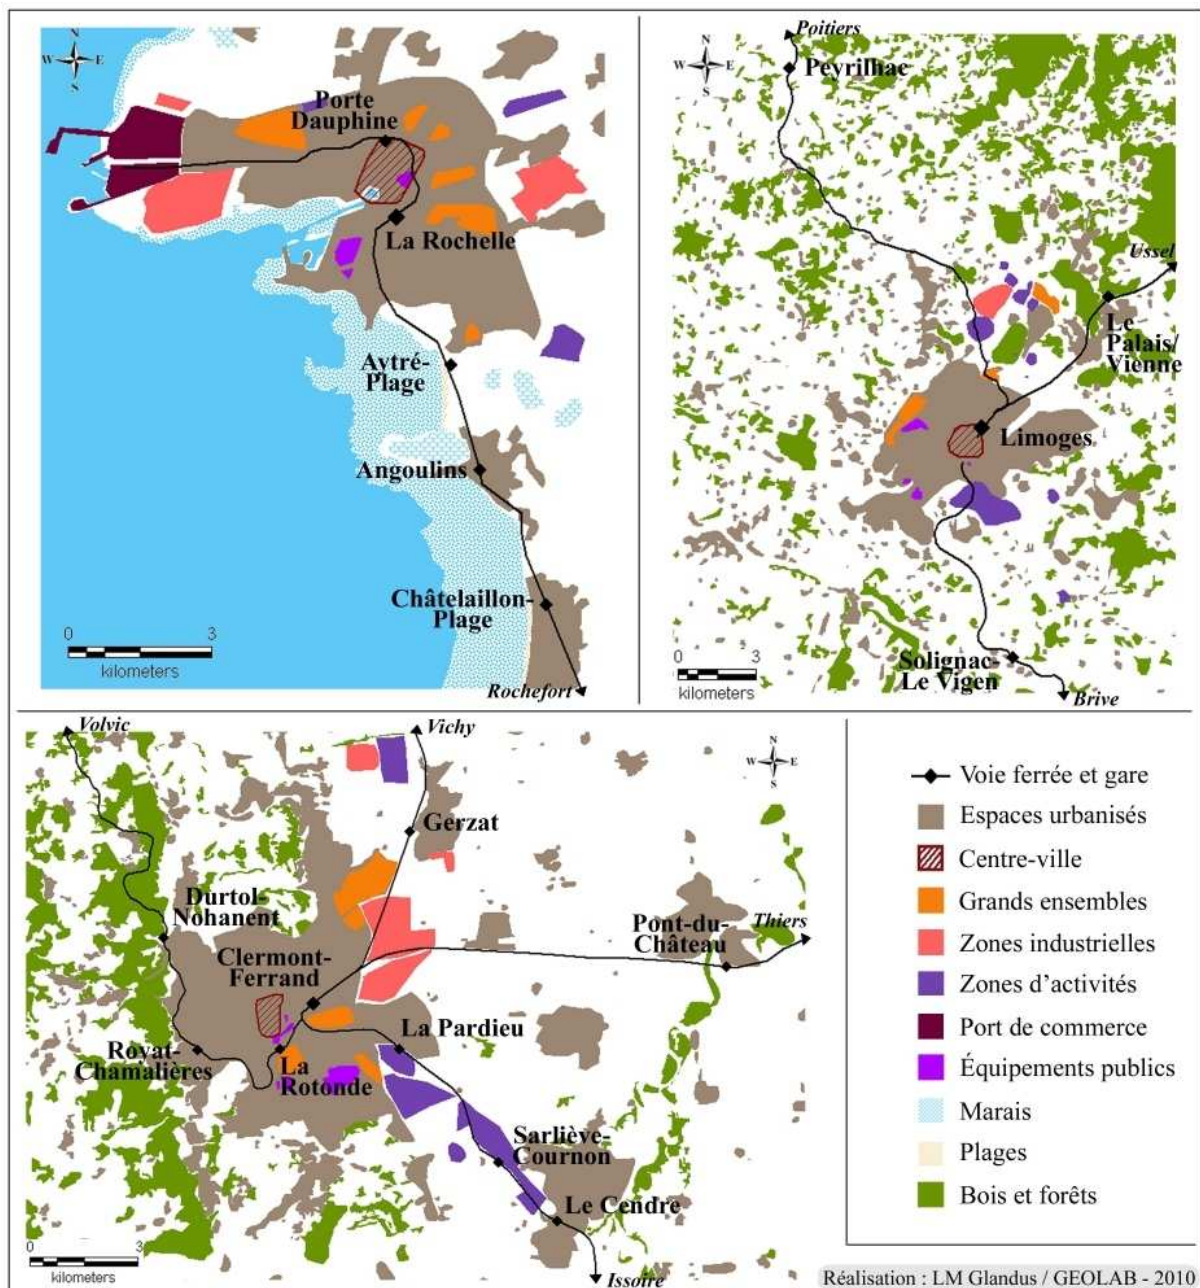 N
W E
S
Porte
Dauphine
La Rochelle
Aytré-
Plage
Angoulins
Châtelaillon-
Plage
0 3
kilometers
Rochefort
Poitiers
N
W E
S
Peyrilhac
Ussel
Le
Palais/
Vienne
Limoges
Solignac-
Le Vigen
0 3
kilometers
Brive
Volvic
Vichy
N
W E
S
Gerzat
Durtol-
Nohanent
Clermont-
Ferrand
Pont-du-
Château
Thiers
La Pardieu
Royat-
Chamalières
La
Rotonde
Sarliève-
Cournon
Le Cendre
0 3
kilometers
Issoire
Voie ferrée et gare
Espaces urbanisés
Centre-ville
Grands ensembles
Zones industrielles
Zones d’activités
Port de commerce
Équipements publics
Marais
Plages
Bois et forêts
Réalisation : LM Glandus / GEOLAB - 2010